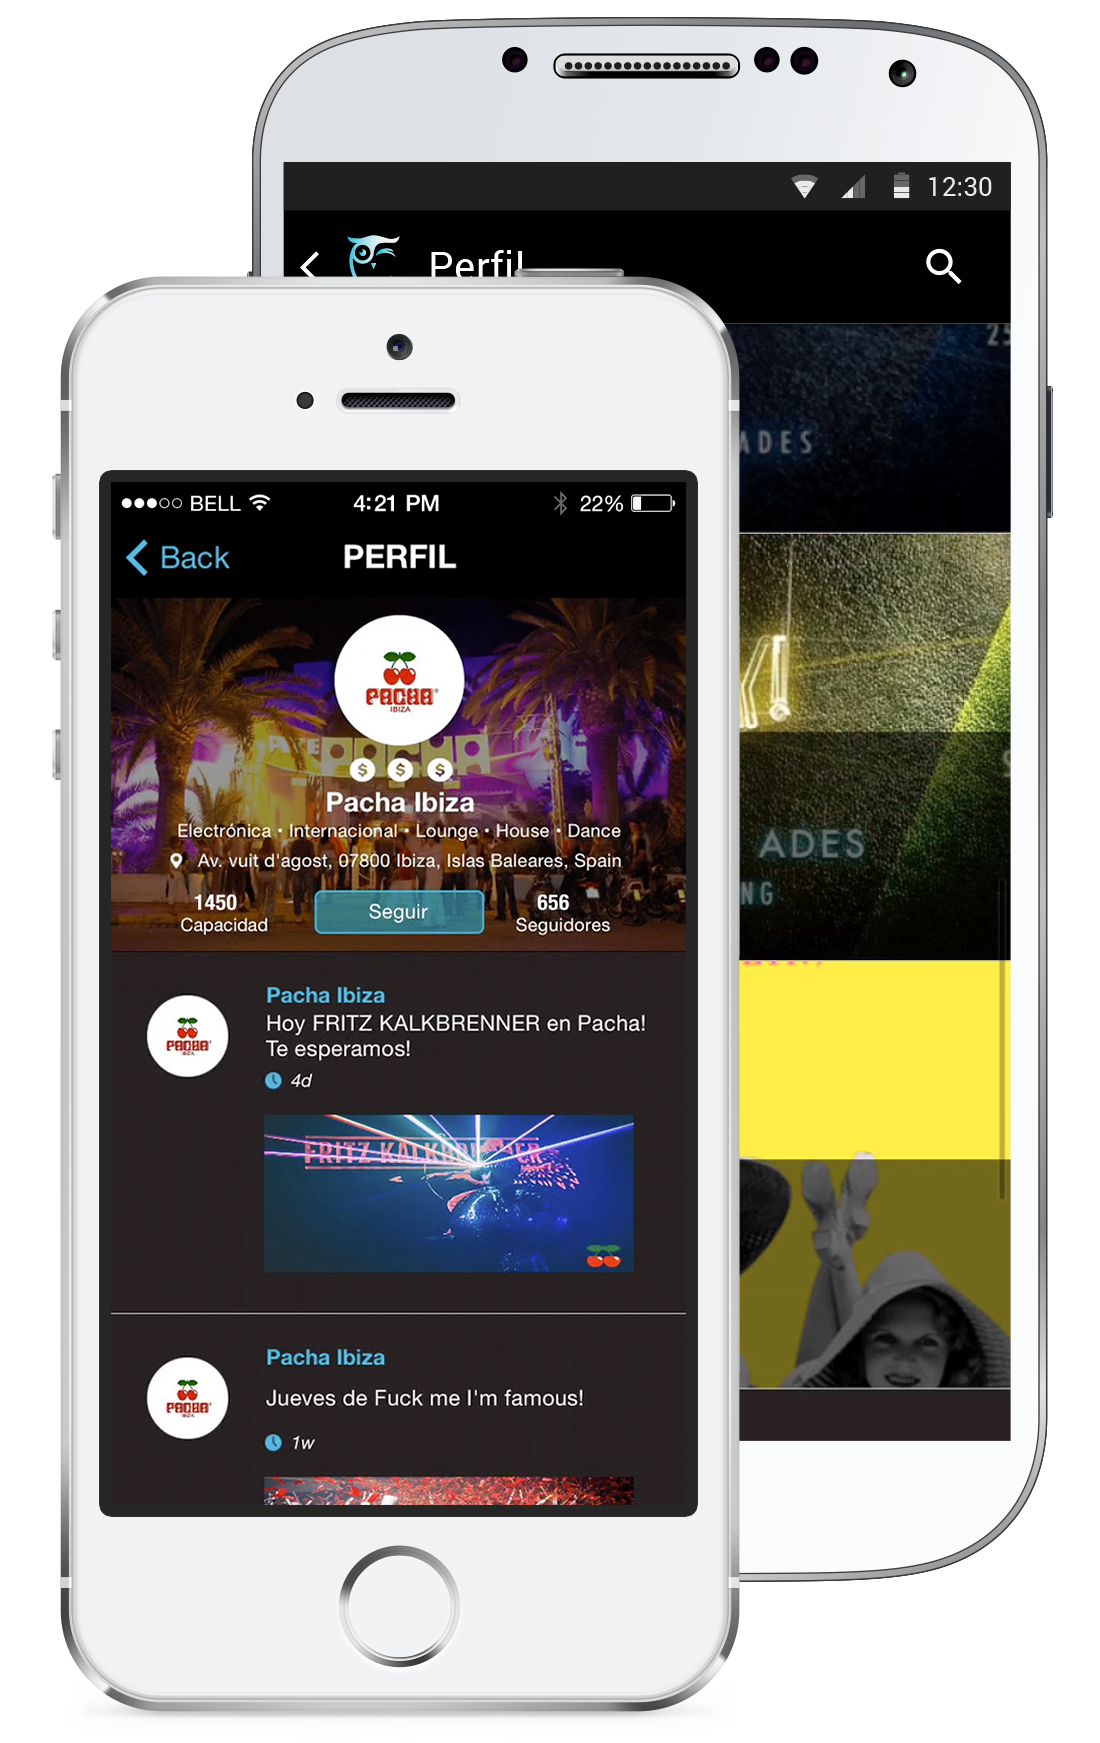 12:30
Perfil
25
ADES
ADES
NG
BELL
4:21 PM
22%
Back
PERFIL
PACHA
IBIZA
PACHA
$ $ $
Pacha Ibiza
Electrónica • Internacional • Lounge • House • Dance
Av. vuit d'agost, 07800 Ibiza, Islas Baleares, Spain
1450
Capacidad
Seguir
656
Seguidores
PACHA
IBIZA
Pacha Ibiza
Hoy FRITZ KALKBRENNER en Pacha!
Te esperamos!
4d
FRITZ KALKBRENNER
PACHA
IBIZA
Pacha Ibiza
Jueves de Fuck me I'm famous!
1w